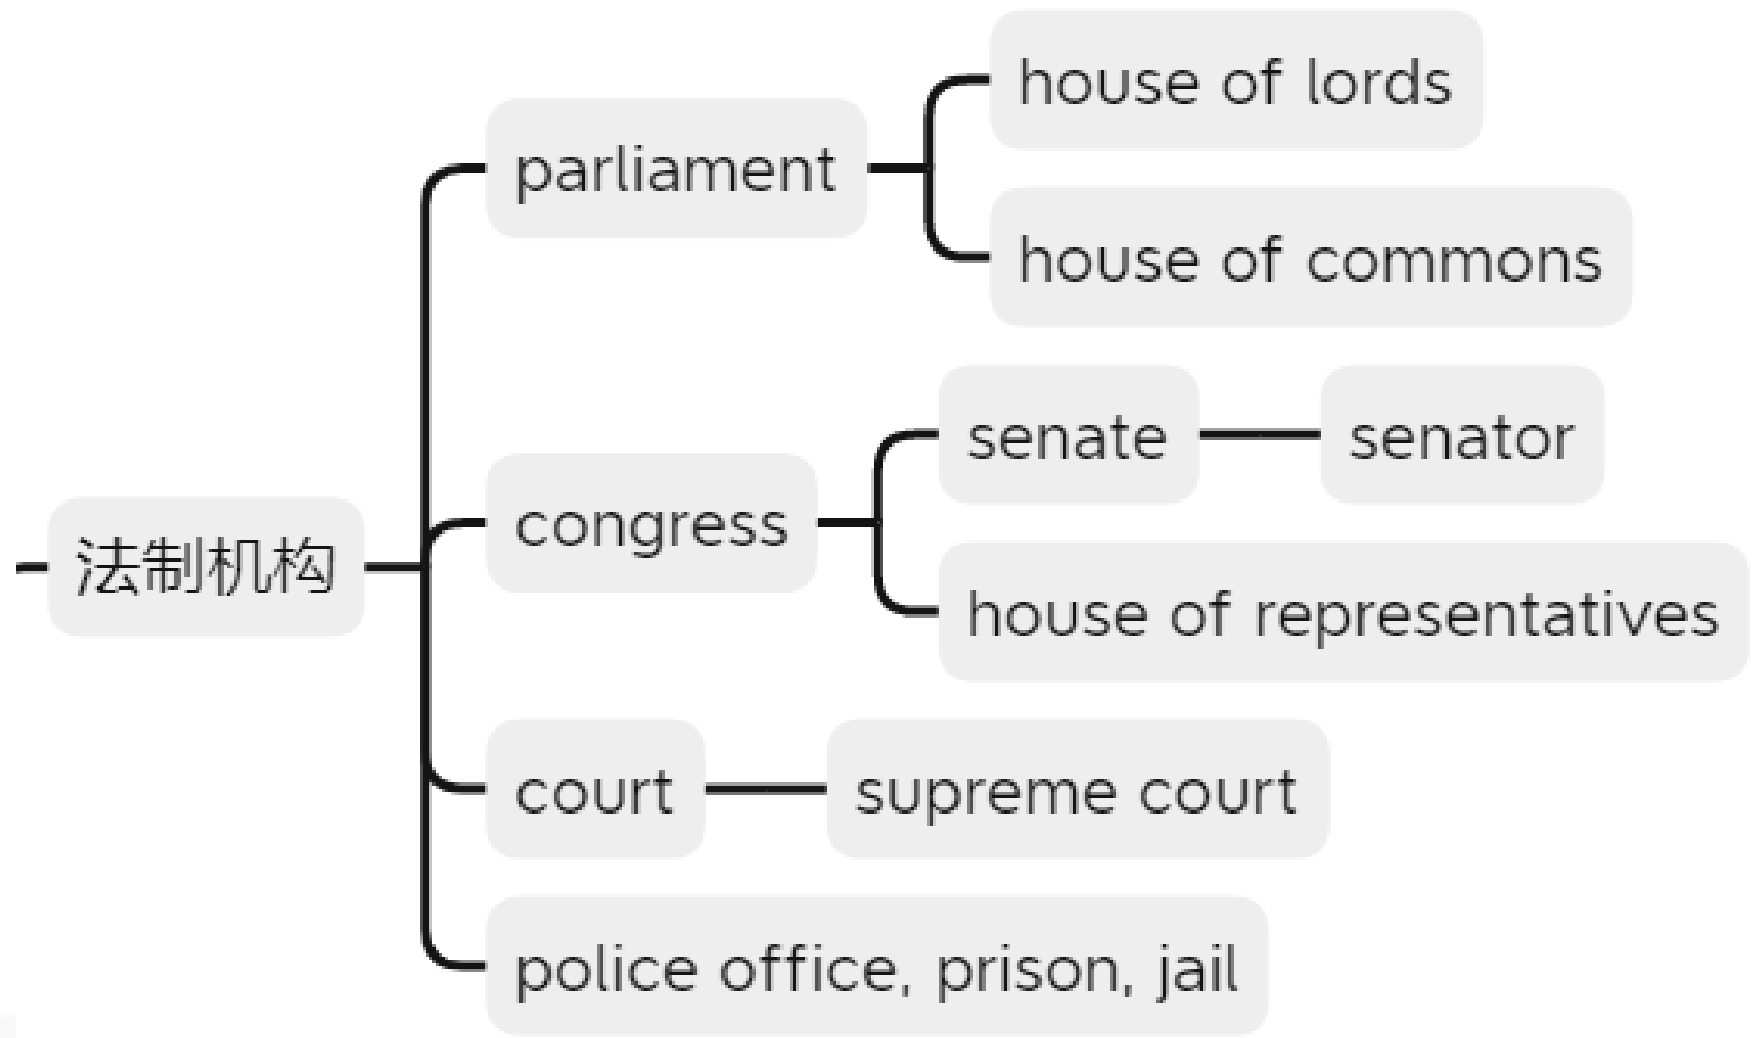 法制机构
parliament
house of lords
house of commons
congress
senate
senator
house of representatives
court
supreme court
police office, prison, jail